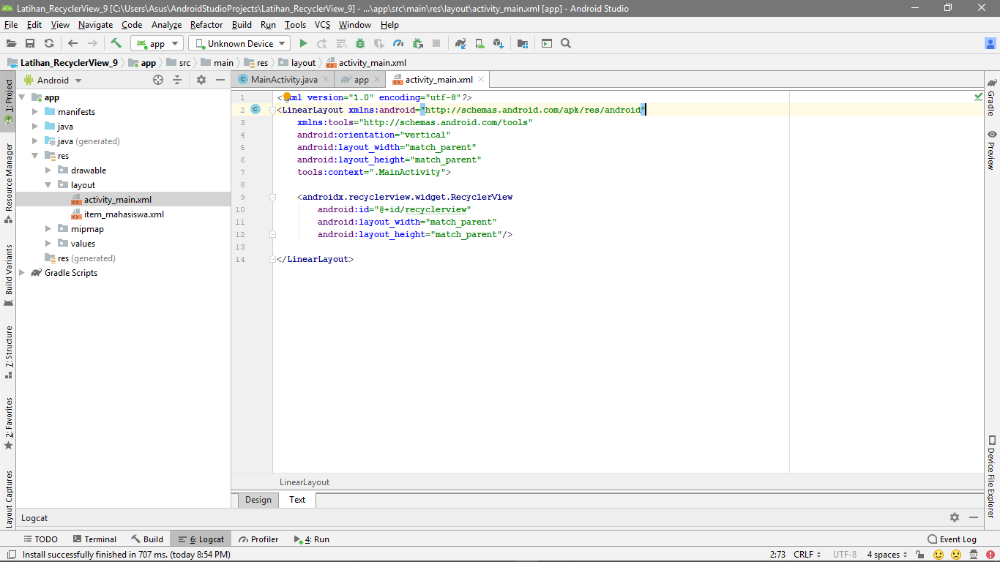 Latihan_RecyclerView_9 [C:\Users\Asus\AndroidStudioProjects\Latihan_RecyclerView_9] - ...\app\src\main\res\layout\activity_main.xml [app] - Android Studio
File Edit View Navigate Code Analyze Refactor Build Run Tools VCS Window Help
app Unknown Device
Latihan_RecyclerView_9 app src main res layout activity_main.xml
1: Project
Resource Manager
Build Variants
7: Structure
2: Favorites
Layout Captures
Android
app
manifests
java
java (generated)
res
drawable
layout
activity_main.xml
item_mahasiswa.xml
mipmap
values
res (generated)
Gradle Scripts
MainActivity.java app activity_main.xml
1 <?xml version="1.0" encoding="utf-8"?>
2 <LinearLayout xmlns:android="http://schemas.android.com/apk/res/android"
3 xmlns:tools="http://schemas.android.com/tools"
4 android:orientation="vertical"
5 android:layout_width="match_parent"
6 android:layout_height="match_parent"
7 tools:context=".MainActivity">
8
9 <androidx.recyclerview.widget.RecyclerView
10 android:id="@+id/recyclerview"
11 android:layout_width="match_parent"
12 android:layout_height="match_parent"/>
13
14 </LinearLayout>
LinearLayout
Design Text
Gradle
Preview
Device File Explorer
Logcat
TODO Terminal Build 6: Logcat Profiler 4: Run Event Log
Install successfully finished in 707 ms. (today 8:54 PM) 2:73 CRLF UTF-8 4 spaces